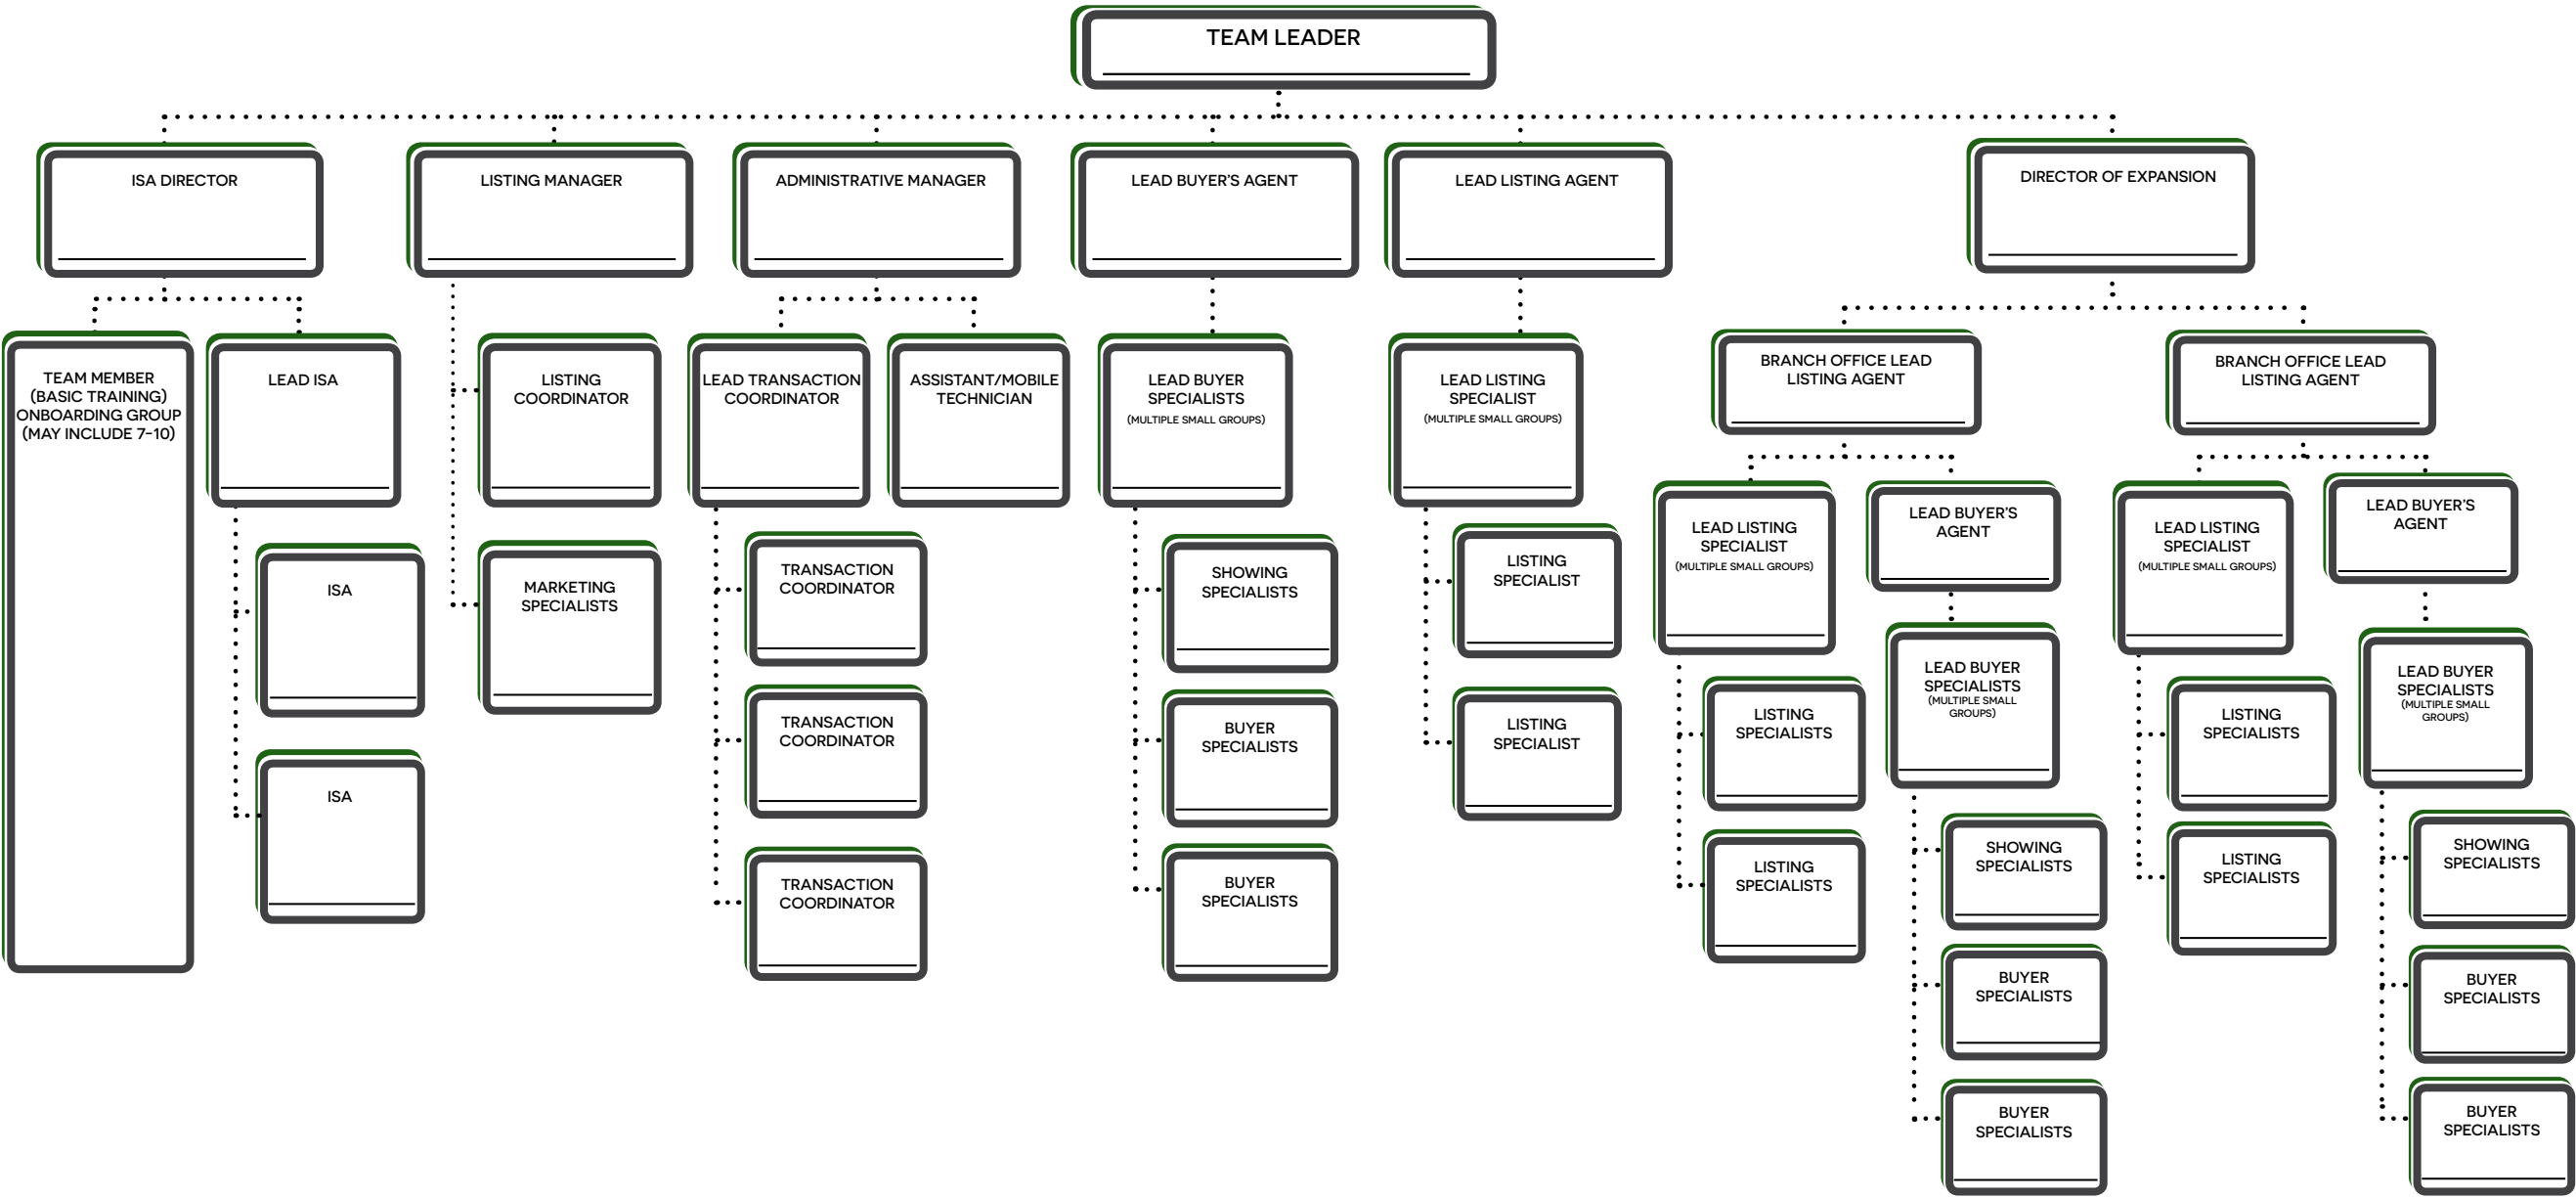 TEAM LEADER
ISA DIRECTOR
LISTING MANAGER
ADMINISTRATIVE MANAGER
LEAD BUYER'S AGENT
LEAD LISTING AGENT
DIRECTOR OF EXPANSION
TEAM MEMBER
(BASIC TRAINING)
ONBOARDING GROUP
(MAY INCLUDE 7-10)
LEAD ISA
ISA
ISA
LISTING
COORDINATOR
MARKETING
SPECIALISTS
LEAD TRANSACTION
COORDINATOR
ASSISTANT/MOBILE
TECHNICIAN
TRANSACTION
COORDINATOR
TRANSACTION
COORDINATOR
TRANSACTION
COORDINATOR
LEAD BUYER
SPECIALISTS
(MULTIPLE SMALL GROUPS)
SHOWING
SPECIALISTS
BUYER
SPECIALISTS
BUYER
SPECIALISTS
LEAD LISTING
SPECIALIST
(MULTIPLE SMALL GROUPS)
LISTING
SPECIALIST
LISTING
SPECIALIST
BRANCH OFFICE LEAD
LISTING AGENT
LEAD LISTING
SPECIALIST
(MULTIPLE SMALL GROUPS)
LISTING
SPECIALISTS
LISTING
SPECIALISTS
LEAD BUYER'S
AGENT
LEAD BUYER
SPECIALISTS
(MULTIPLE SMALL
GROUPS)
SHOWING
SPECIALISTS
BUYER
SPECIALISTS
BUYER
SPECIALISTS
BRANCH OFFICE LEAD
LISTING AGENT
LEAD LISTING
SPECIALIST
(MULTIPLE SMALL GROUPS)
LISTING
SPECIALISTS
LISTING
SPECIALISTS
LEAD BUYER'S
AGENT
LEAD BUYER
SPECIALISTS
(MULTIPLE SMALL
GROUPS)
SHOWING
SPECIALISTS
BUYER
SPECIALISTS
BUYER
SPECIALISTS